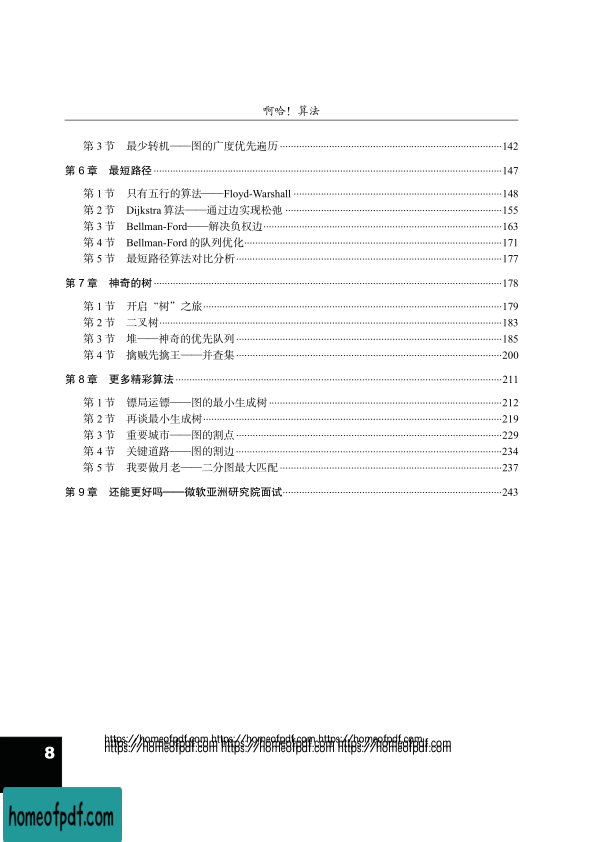 啊哈！算法
第 3 节 最少转机——图的广度优先遍历 142
第 6 章 最短路径 147
第 1 节 只有五行的算法——Floyd-Warshall 148
第 2 节 Dijkstra 算法——通过边实现松弛 155
第 3 节 Bellman-Ford——解决负权边 163
第 4 节 Bellman-Ford 的队列优化 171
第 5 节 最短路径算法对比分析 177
第 7 章 神奇的树 178
第 1 节 开启“树”之旅 179
第 2 节 二叉树 183
第 3 节 堆——神奇的优先队列 185
第 4 节 擒贼先擒王——并查集 200
第 8 章 更多精彩算法 211
第 1 节 镖局运镖——图的最小生成树 212
第 2 节 再谈最小生成树 219
第 3 节 重要城市——图的割点 229
第 4 节 关键道路——图的割边 234
第 5 节 我要做月老——二分图最大匹配 237
第 9 章 还能更好吗——微软亚洲研究院面试 243
https://homeofpdf.com https://homeofpdf.com https://homeofpdf.com
https://homeofpdf.com https://homeofpdf.com https://homeofpdf.com
8
homeofpdf.com